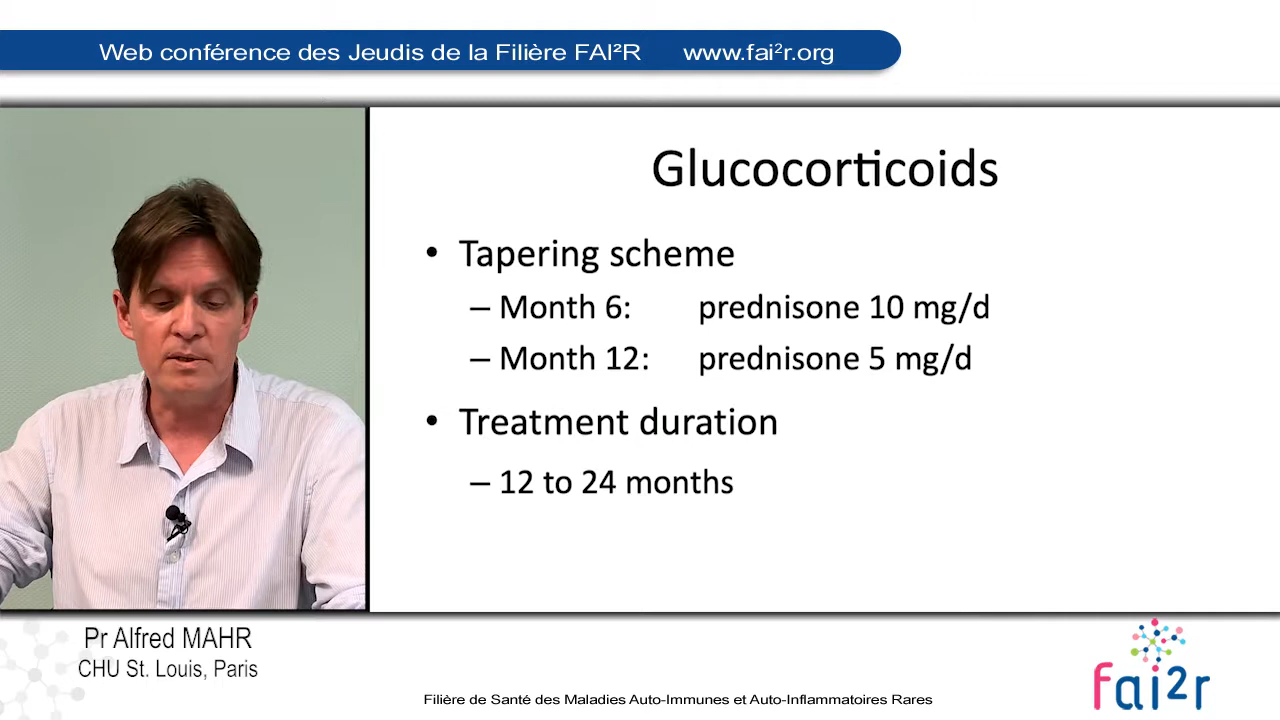 Web conférence des Jeudis de la Filière FAI²R www.fai²r.org
Glucocorticoids
• Tapering scheme
– Month 6: prednisone 10 mg/d
– Month 12: prednisone 5 mg/d
• Treatment duration
– 12 to 24 months
Pr Alfred MAHR
CHU St. Louis, Paris
Filière de Santé des Maladies Auto-Immunes et Auto-Inflammatoires Rares
fai2r